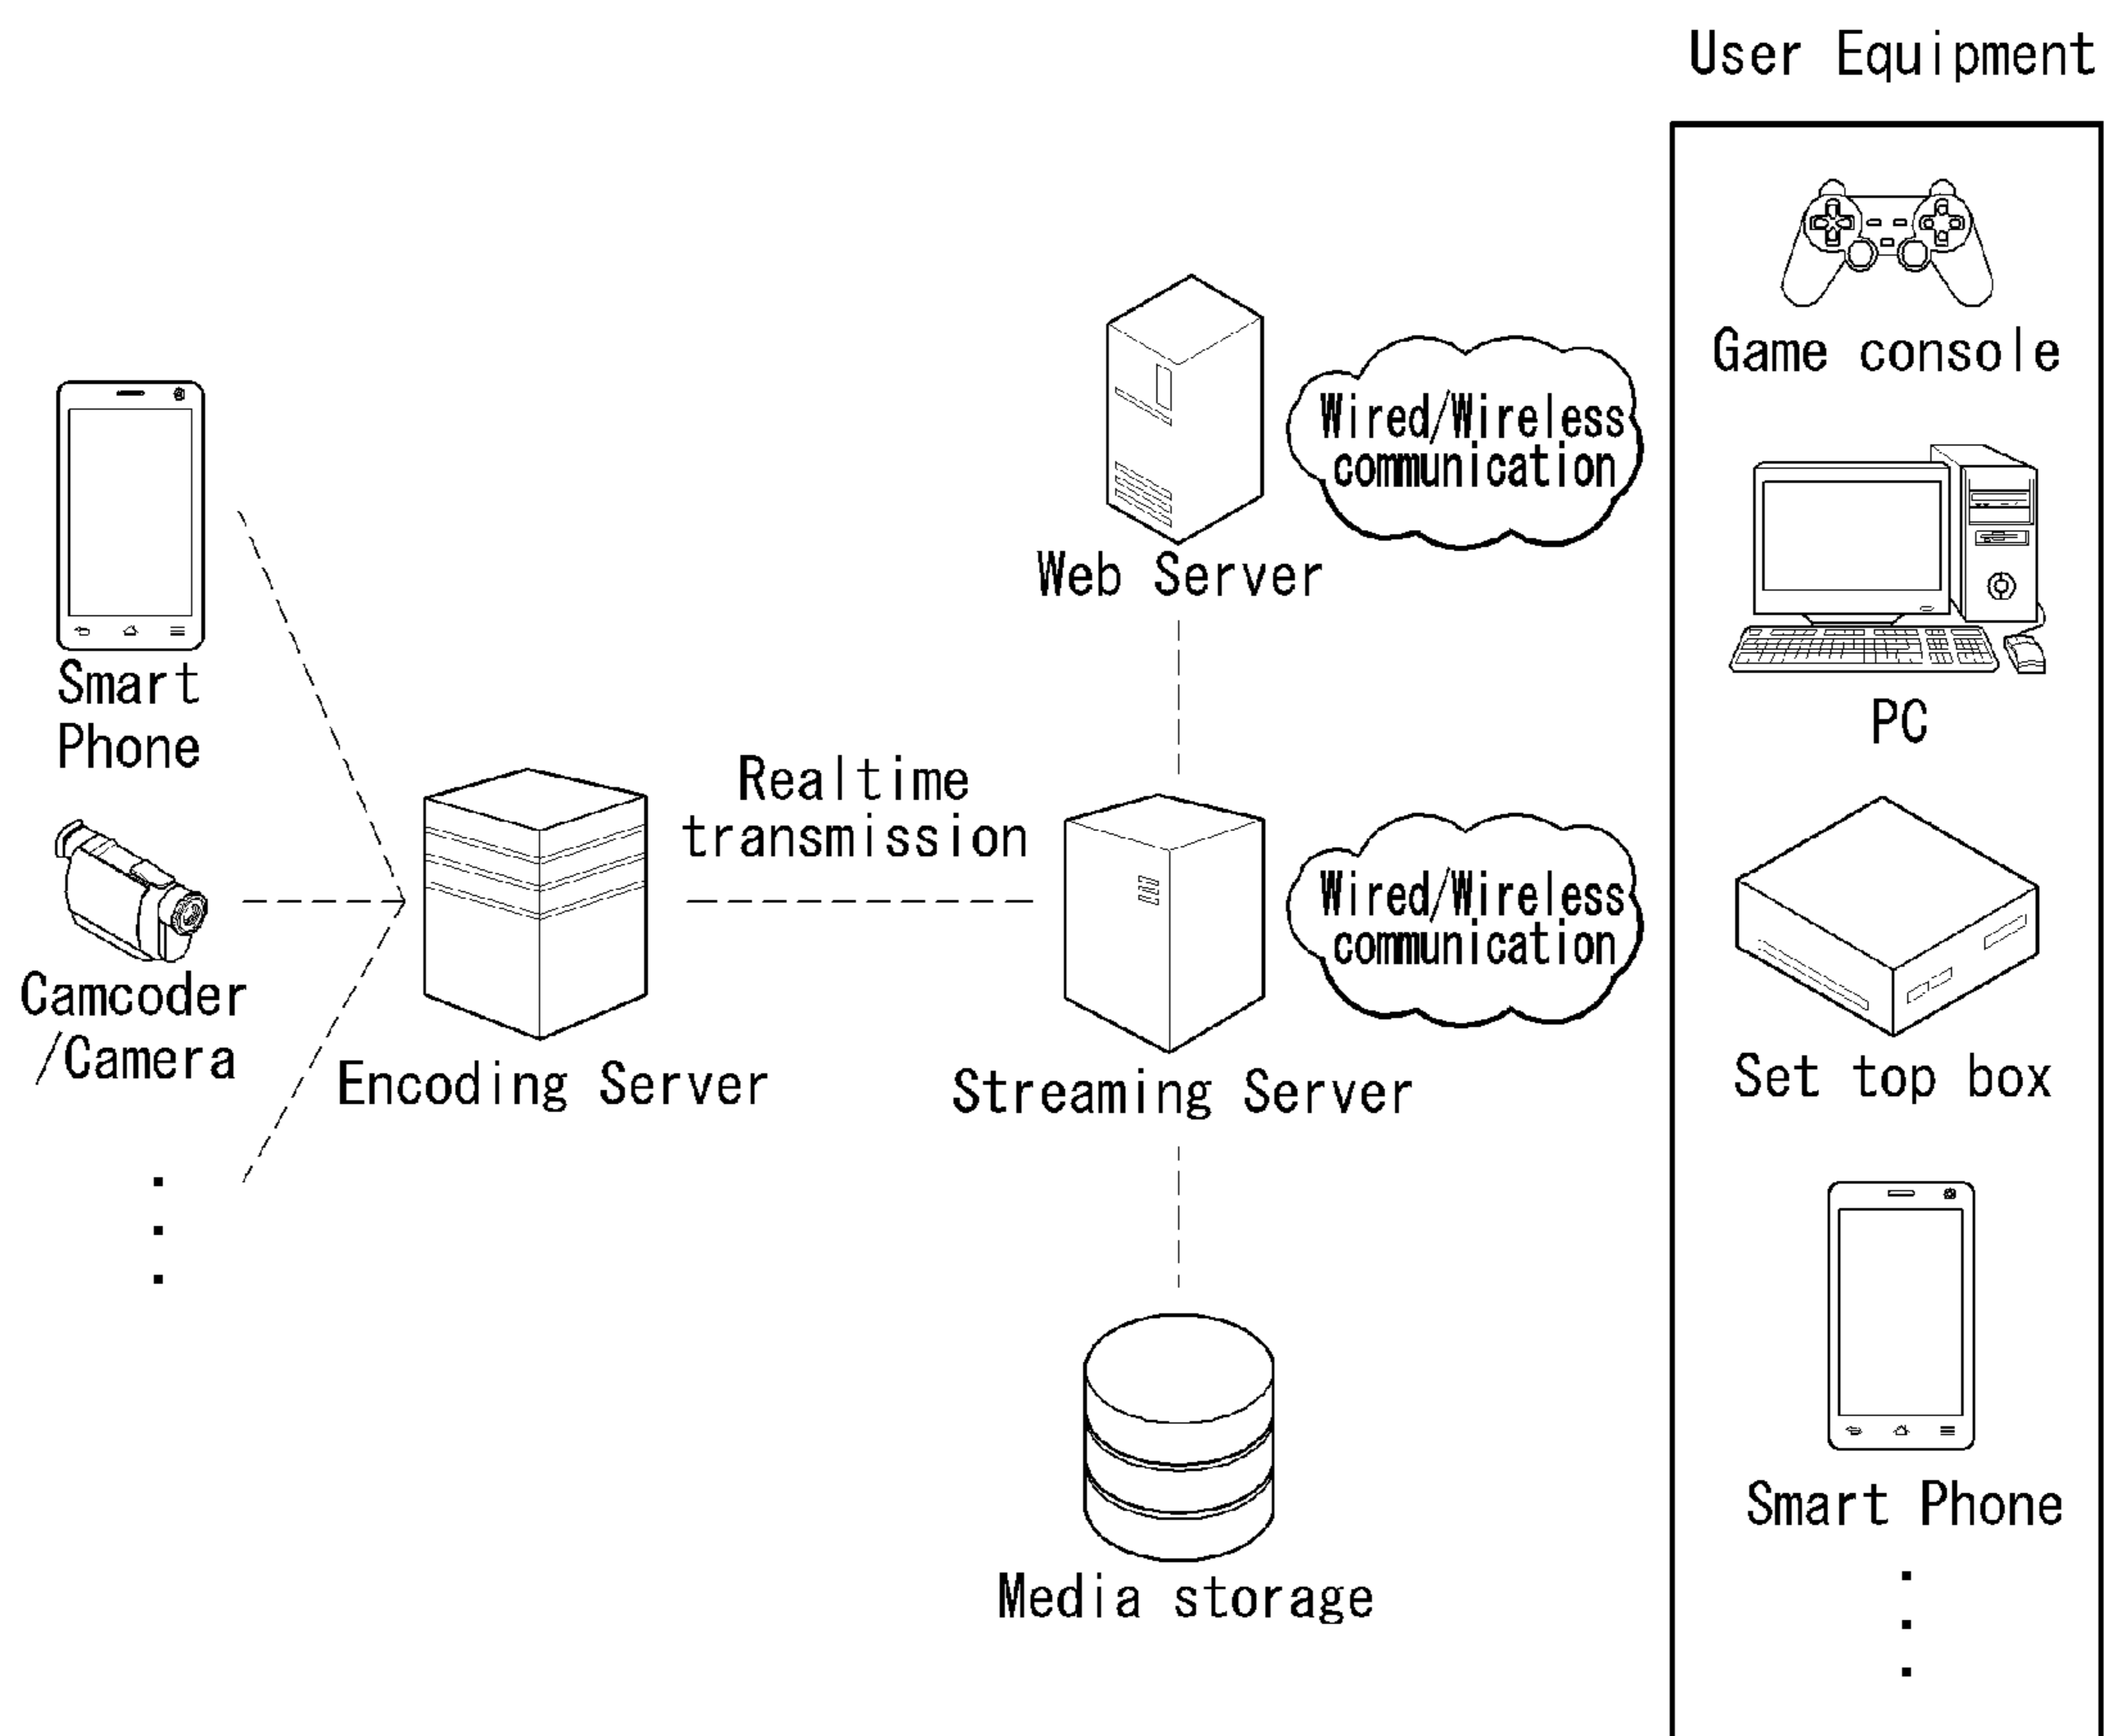 User Equipment
Game console
Wired/Wireless
communication
Web Server
Smart
Phone
PC
Realtime
transmission
Wired/Wireless
communication
Camcoder
/Camera
Encoding Server
Streaming Server
Set top box
Smart Phone
Media storage